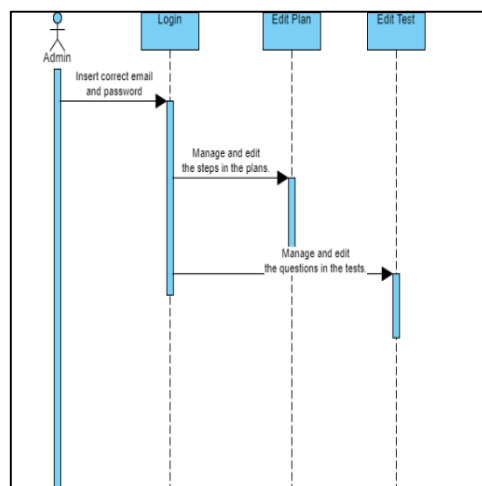 Login
Edit Plan
Edit Test
Admin
Insert correct email
and password
Manage and edit
the steps in the plans.
Manage and edit
the questions in the tests.